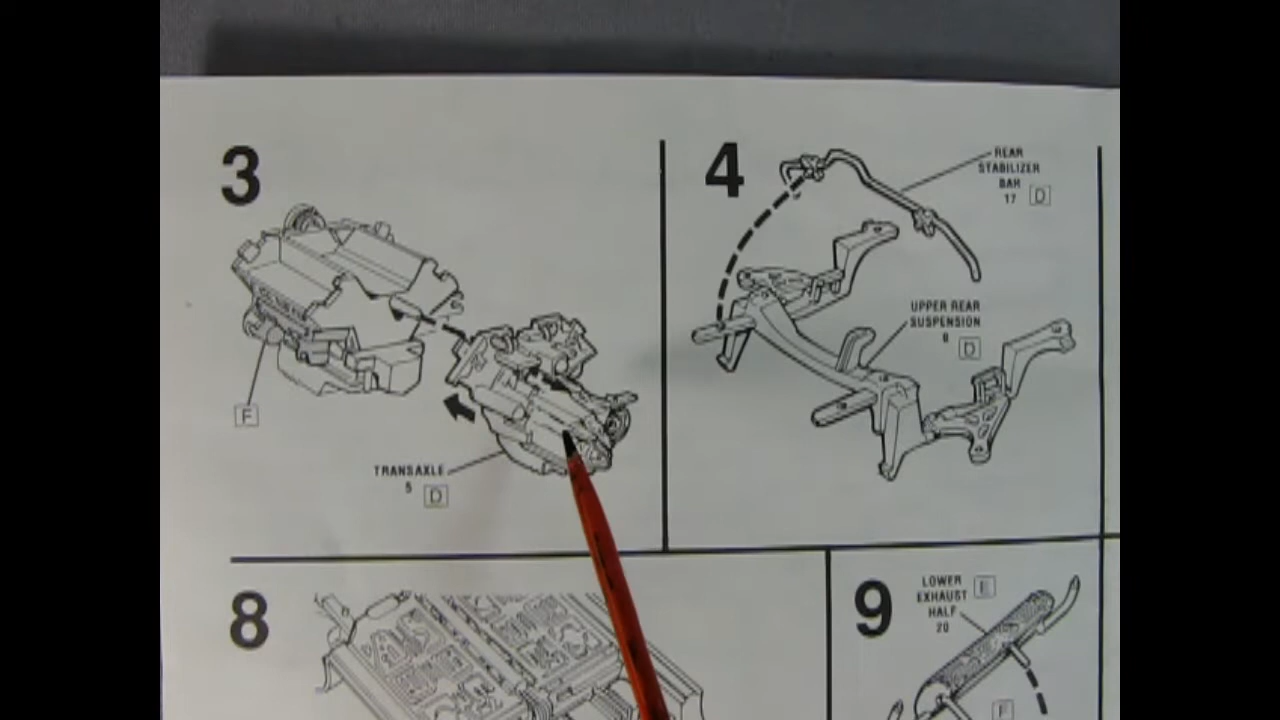 3
F
TRANSAXLE
5 D
4
REAR
STABILIZER
BAR
17 D
UPPER REAR
SUSPENSION
8 D
8
9
LOWER
EXHAUST E
HALF
20
F